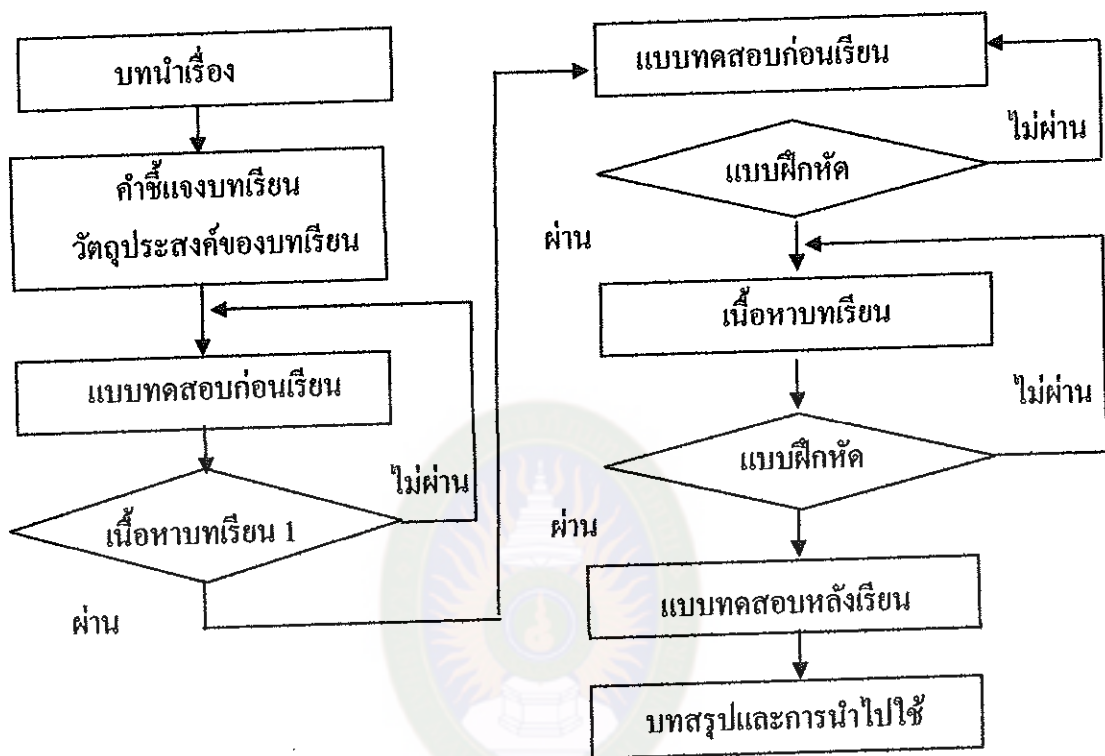 บทนำเรื่อง
คำชี้แจงบทเรียน
วัตถุประสงค์ของบทเรียน
แบบทดสอบก่อนเรียน
ไม่ผ่าน
เนื้อหาบทเรียน 1
ผ่าน
แบบทดสอบก่อนเรียน
ไม่ผ่าน
แบบฝึกหัด
ผ่าน
เนื้อหาบทเรียน
ไม่ผ่าน
แบบฝึกหัด
ผ่าน
แบบทดสอบหลังเรียน
บทสรุปและการนำไปใช้